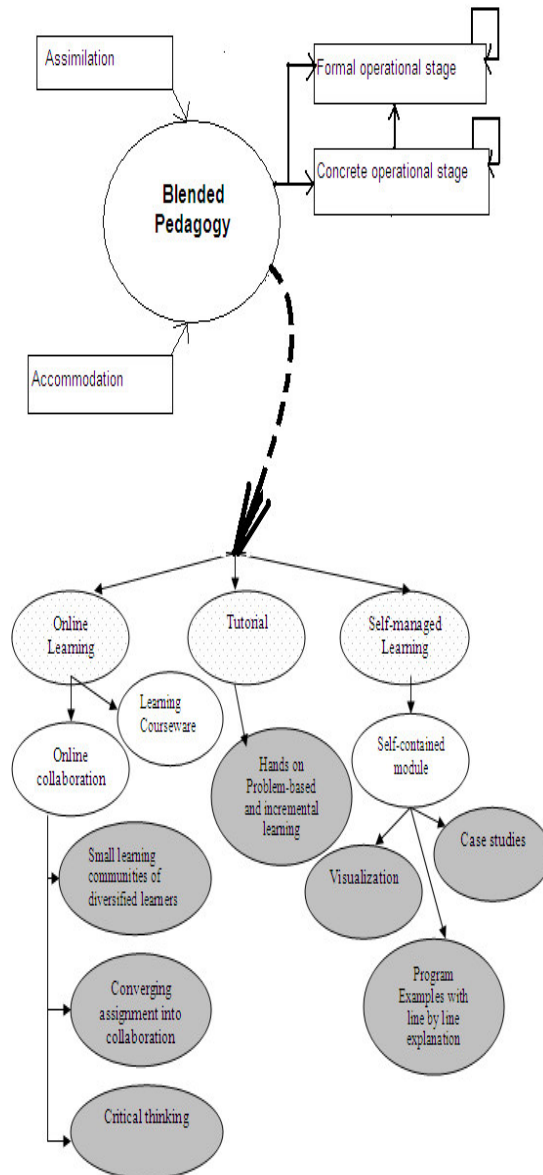 Assimilation
Formal operational stage
Concrete operational stage
Blended
Pedagogy
Accommodation
Online
Learning
Tutorial
Self-managed
Learning
Learning
Courseware
Online
collaboration
Self-contained
module
Hands on
Problem-based
and incremental
learning
Case studies
Small learning
communities of
diversified learners
Visualization
Program
Examples with
line by line
explanation
Converging
assignment into
collaboration
Critical thinking